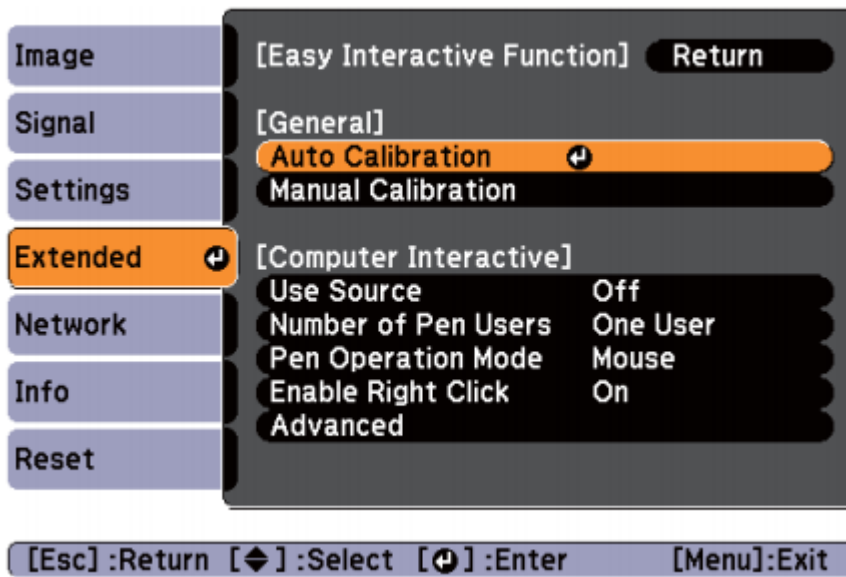 Image
Signal
Settings
Extended
Network
Info
Reset
[Easy Interactive Function] Return
[General]
Auto Calibration
Manual Calibration
[Computer Interactive]
Use Source Off
Number of Pen Users One User
Pen Operation Mode Mouse
Enable Right Click On
Advanced
[Esc] :Return [◆] :Select [↵] :Enter [Menu]:Exit